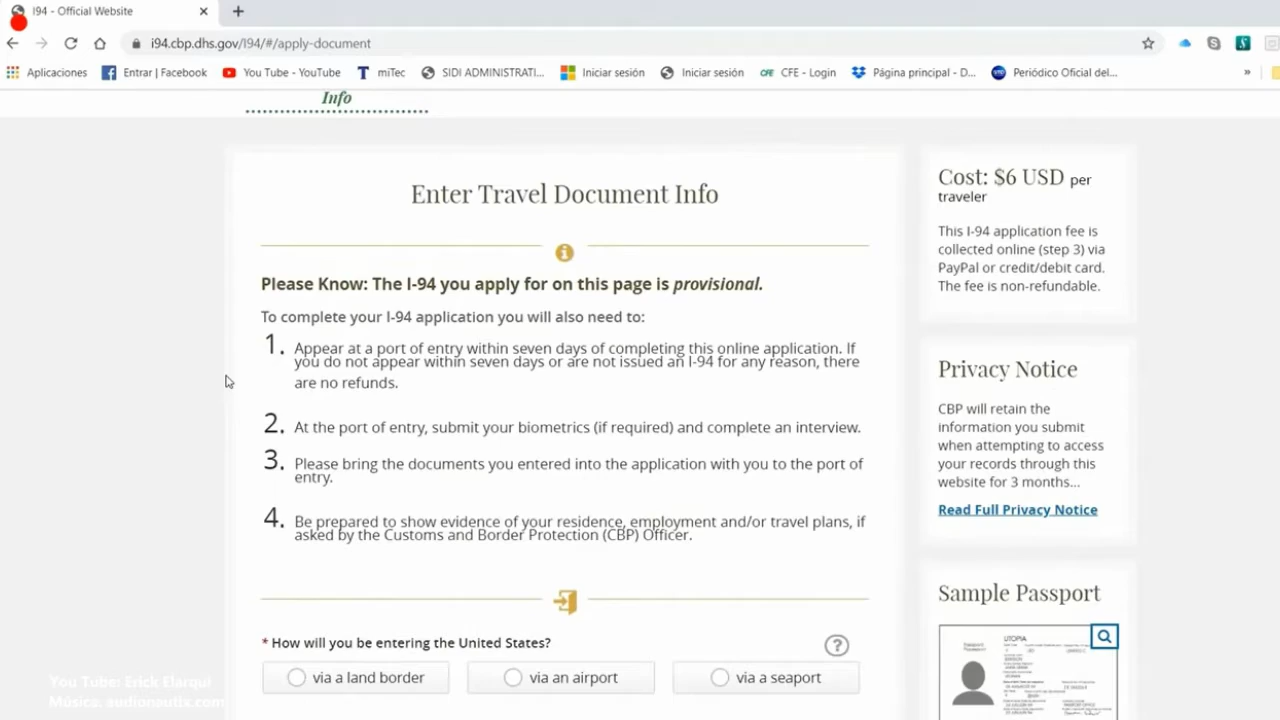 I94 - Official Website
i94.cbp.dhs.gov/I94/#/apply-document
Aplicaciones Entrar | Facebook You Tube - YouTube miTec SIDI ADMINISTRATI... Iniciar sesión Iniciar sesión CFE - Login Página principal - D... Periódico Oficial del... »
Info
Enter Travel Document Info
Please Know: The I-94 you apply for on this page is provisional.
To complete your I-94 application you will also need to:
1. Appear at a port of entry within seven days of completing this online application. If
you do not appear within seven days or are not issued an I-94 for any reason, there
are no refunds.
2. At the port of entry, submit your biometrics (if required) and complete an interview.
3. Please bring the documents you entered into the application with you to the port of
entry.
4. Be prepared to show evidence of your residence, employment and/or travel plans, if
asked by the Customs and Border Protection (CBP) Officer.
* How will you be entering the United States?
via a land border via an airport via a seaport
Cost: $6 USD per
traveler
This I-94 application fee is
collected online (step 3) via
PayPal or credit/debit card.
The fee is non-refundable.
Privacy Notice
CBP will retain the
information you submit
when attempting to access
your records through this
website for 3 months...
Read Full Privacy Notice
Sample Passport
UTOPIA
You Tube: Erick Elarqui
Música: audionautix.com